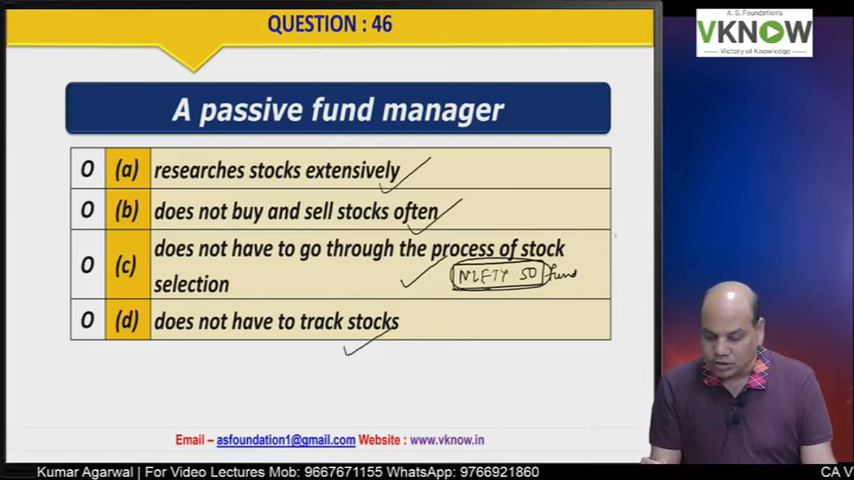 QUESTION : 46
A. S. Foundation's
VKNOW
Victory of Knowledge
A passive fund manager
O (a) researches stocks extensively
O (b) does not buy and sell stocks often
O (c) does not have to go through the process of stock
selection
NIFTY 50 fund
O (d) does not have to track stocks
Email – asfoundation1@gmail.com Website : www.vknow.in
Kumar Agarwal | For Video Lectures Mob: 9667671155 WhatsApp: 9766921860
CA V